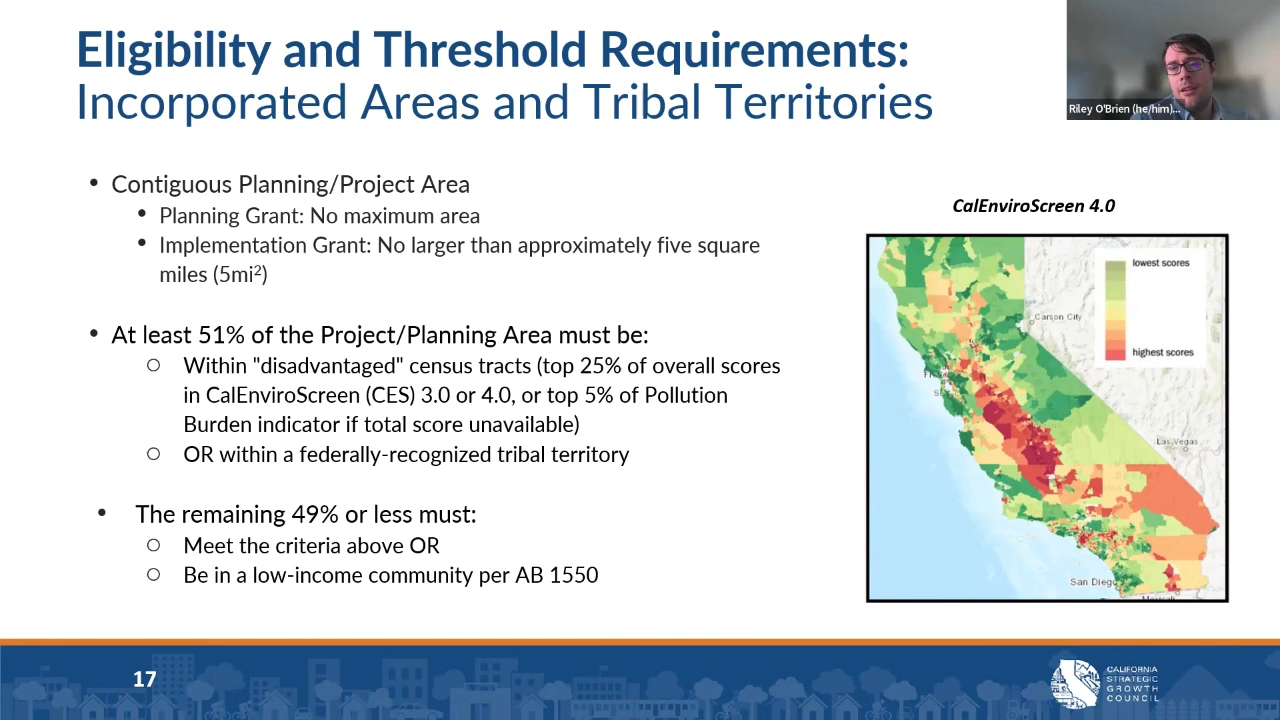 Eligibility and Threshold Requirements:
Incorporated Areas and Tribal Territories
Riley O'Brien (he/him)...
• Contiguous Planning/Project Area
• Planning Grant: No maximum area
• Implementation Grant: No larger than approximately five square
miles (5mi²)
• At least 51% of the Project/Planning Area must be:
○ Within "disadvantaged" census tracts (top 25% of overall scores
in CalEnviroScreen (CES) 3.0 or 4.0, or top 5% of Pollution
Burden indicator if total score unavailable)
○ OR within a federally-recognized tribal territory
• The remaining 49% or less must:
○ Meet the criteria above OR
○ Be in a low-income community per AB 1550
CalEnviroScreen 4.0
lowest scores
highest scores
Carson City
Las Vegas
San Diego
17
CALIFORNIA
STRATEGIC
GROWTH
COUNCIL